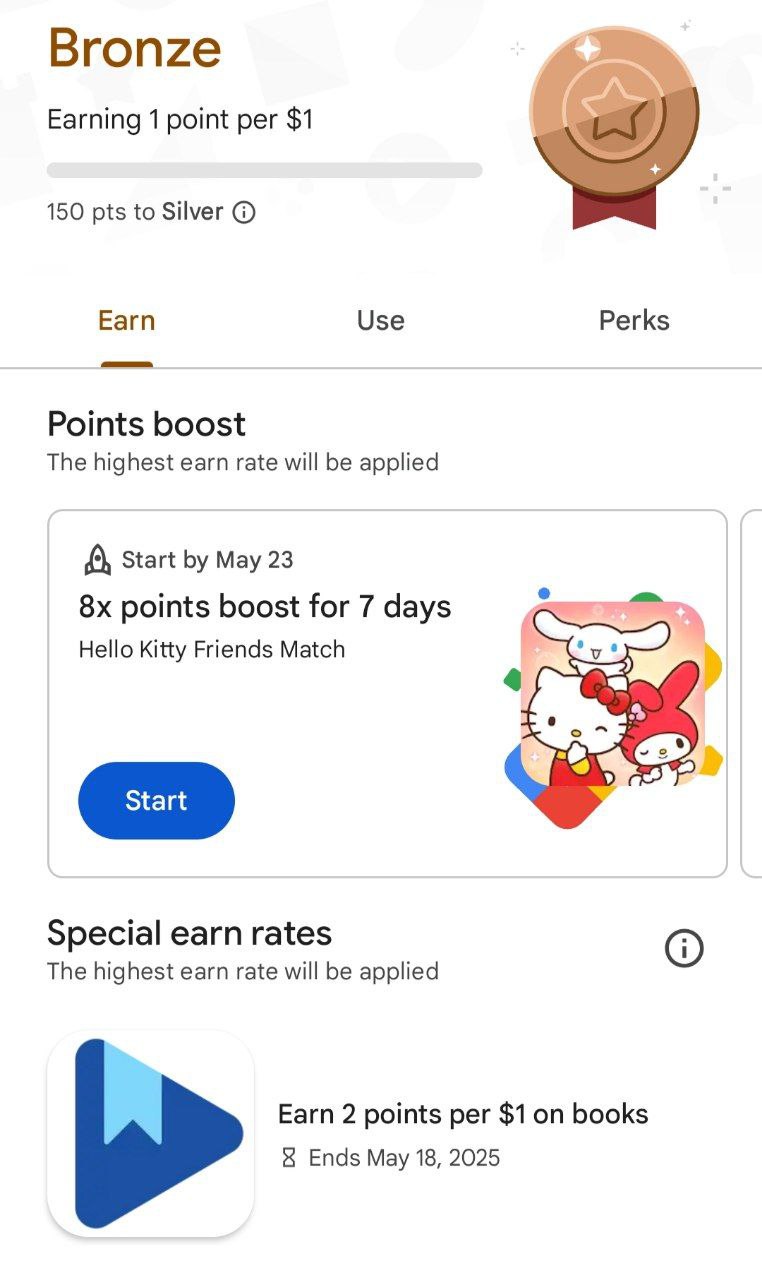 Bronze
Earning 1 point per $1
150 pts to Silver
Earn
Use
Perks
Points boost
The highest earn rate will be applied
Start by May 23
8x points boost for 7 days
Hello Kitty Friends Match
Start
Special earn rates
The highest earn rate will be applied
Earn 2 points per $1 on books
Ends May 18, 2025